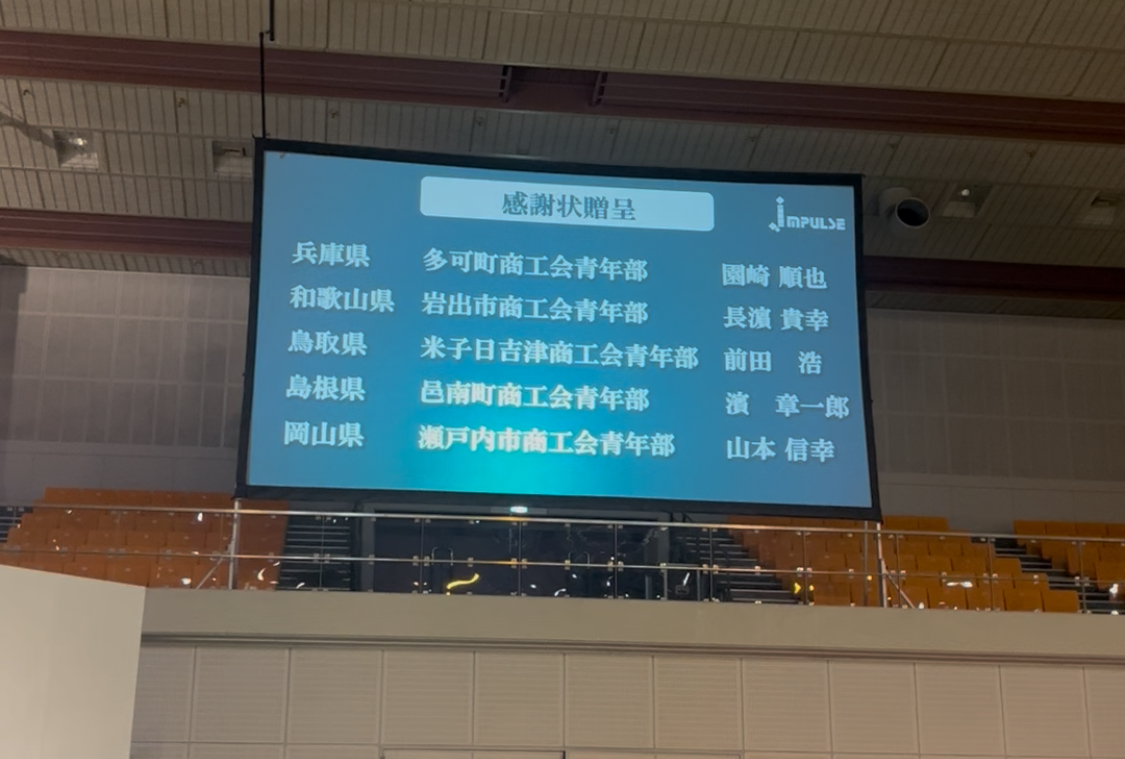 感謝状贈呈
impulse
兵庫県 多可町商工会青年部 園崎 順也
和歌山県 岩出市商工会青年部 長濵 貴幸
鳥取県 米子日吉津商工会青年部 前田 浩
島根県 邑南町商工会青年部 濵 章一郎
岡山県 瀬戸内市商工会青年部 山本 信幸